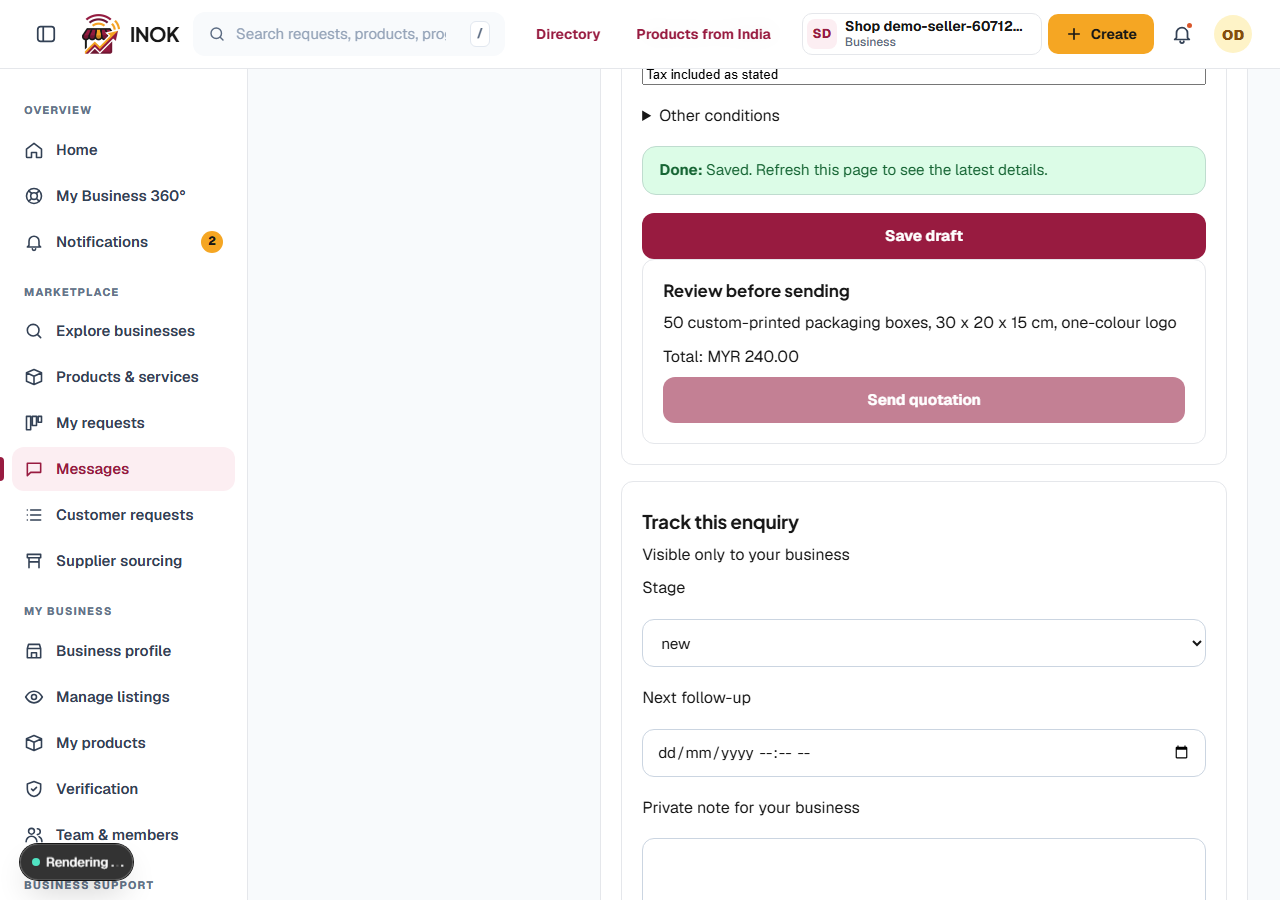 INOK
Search requests, products, pro
/
Directory
Products from India
SD
Shop demo-seller-60712...
Business
+ Create
OD
OVERVIEW
Home
My Business 360°
Notifications
2
MARKETPLACE
Explore businesses
Products & services
My requests
Messages
Customer requests
Supplier sourcing
MY BUSINESS
Business profile
Manage listings
My products
Verification
Team & members
Rendering...
BUSINESS SUPPORT
Tax included as stated
Other conditions
Done: Saved. Refresh this page to see the latest details.
Save draft
Review before sending
50 custom-printed packaging boxes, 30 x 20 x 15 cm, one-colour logo
Total: MYR 240.00
Send quotation
Track this enquiry
Visible only to your business
Stage
new
Next follow-up
dd/mm/yyyy --:-- --
Private note for your business